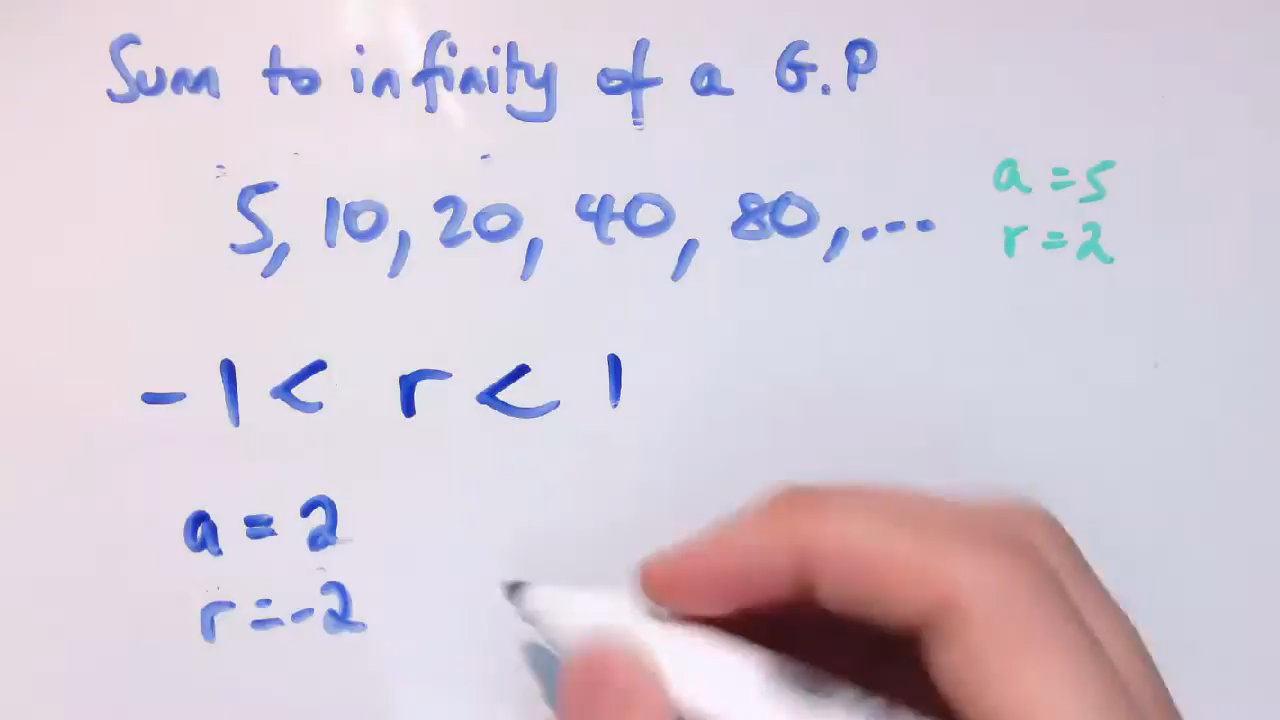 Sum to infinity of a G.P
5, 10, 20, 40, 80, ...
a = 5
r = 2
-1 < r < 1
a = 2
r = -2